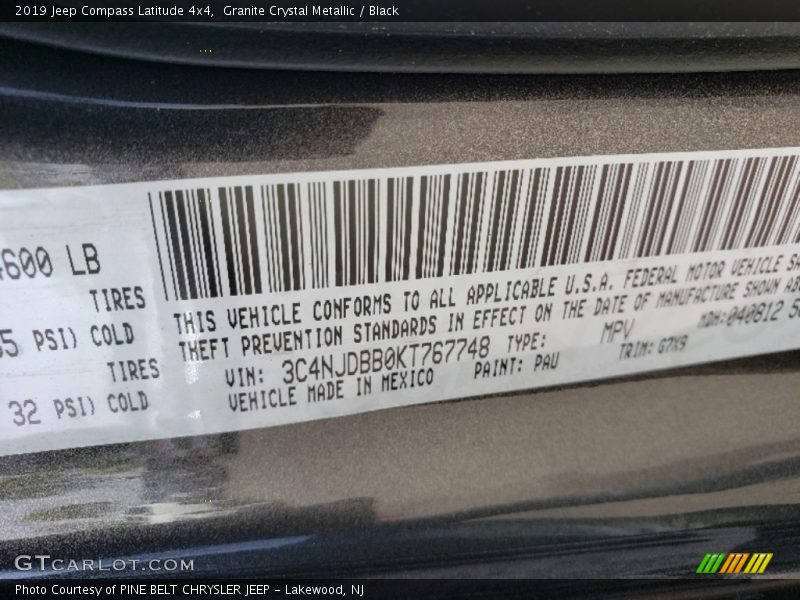 2019 Jeep Compass Latitude 4x4,  Granite Crystal Metallic / Black
600 LB
TIRES
PSI) COLD
TIRES
32 PSI) COLD
THIS VEHICLE CONFORMS TO ALL APPLICABLE U.S.A. FEDERAL MOTOR VEHICLE
THEFT PREVENTION STANDARDS IN EFFECT ON THE DATE OF MANUFACTURE SHOWN
VIN: 3C4NJDBB0KT767748 TYPE: MPV MDH:040812
VEHICLE MADE IN MEXICO PAINT: PAU TRIM: G7X9
GTCARLOT.COM
Photo Courtesy of PINE BELT CHRYSLER JEEP - Lakewood, NJ